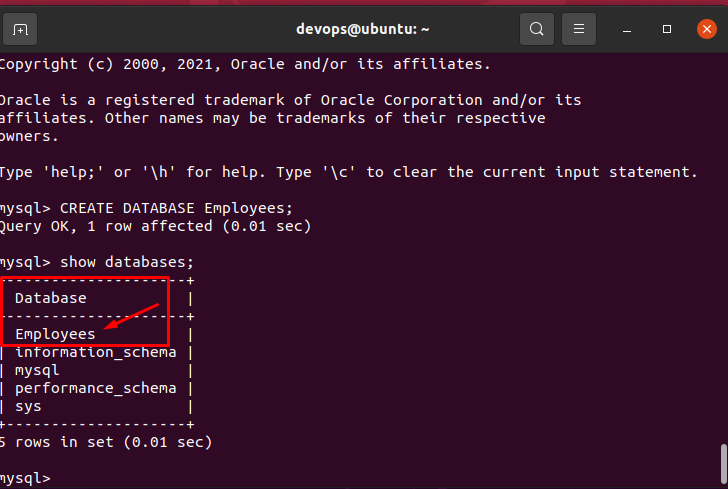 devops@ubuntu: ~
Copyright (c) 2000, 2021, Oracle and/or its affiliates.
Oracle is a registered trademark of Oracle Corporation and/or its
affiliates. Other names may be trademarks of their respective
owners.
Type 'help;' or '\h' for help. Type '\c' to clear the current input statement.
mysql> CREATE DATABASE Employees;
Query OK, 1 row affected (0.01 sec)
mysql> show databases;
--------------------+
Database           |
--------------------+
Employees          |
| information_schema |
| mysql              |
| performance_schema |
| sys                |
+--------------------+
5 rows in set (0.01 sec)
mysql>